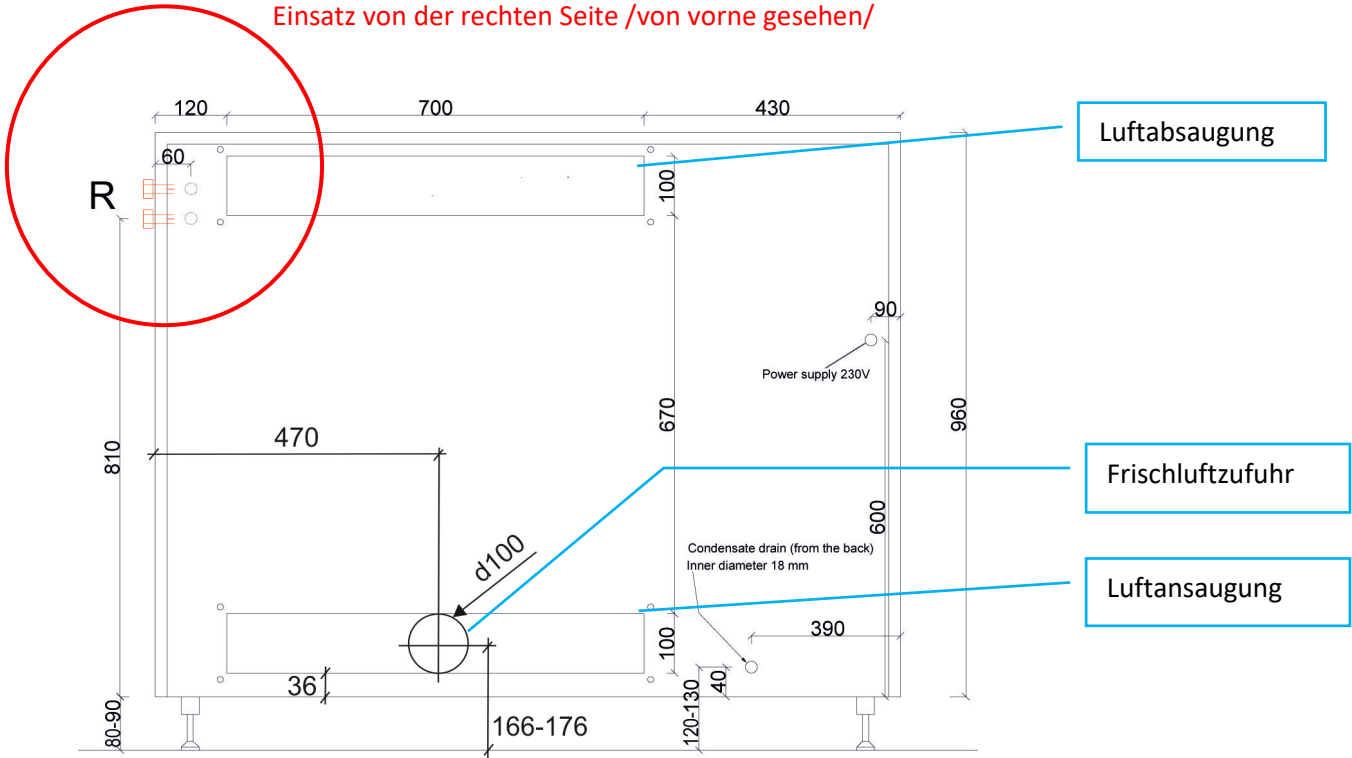 Einsatz von der rechten Seite /von vorne gesehen/
120
700
430
Luftabsaugung
60
100
R
90
Power supply 230V
670
960
810
470
Frischluftzufuhr
600
d100
Condensate drain (from the back)
Inner diameter 18 mm
Luftansaugung
390
100
36
40
80-90
166-176
120-130